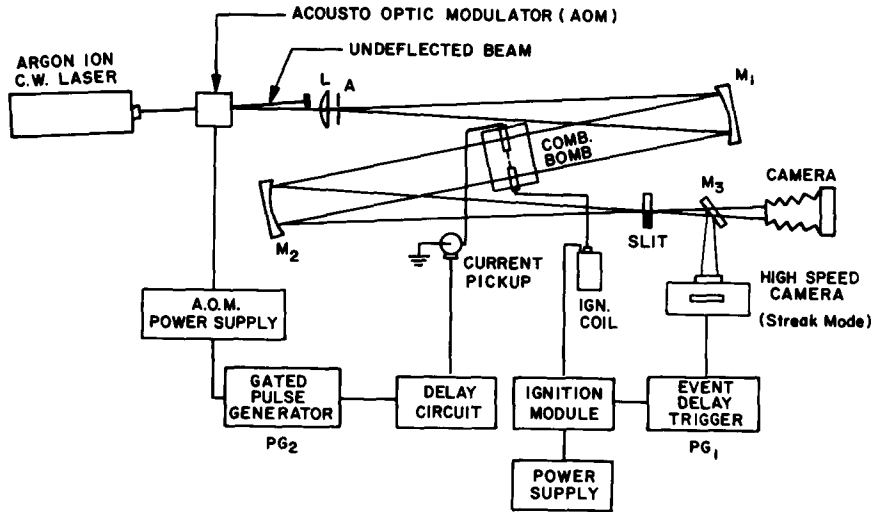 ACOUSTO OPTIC MODULATOR (AOM)
UNDEFLECTED BEAM
ARGON ION
C.W. LASER
L
A
M₁
COMB.
BOMB
M₂
M₃
CAMERA
SLIT
CURRENT
PICKUP
IGN.
COIL
HIGH SPEED
CAMERA
(Streak Mode)
A.O.M.
POWER SUPPLY
GATED
PULSE
GENERATOR
PG₂
DELAY
CIRCUIT
IGNITION
MODULE
EVENT
DELAY
TRIGGER
PG₁
POWER
SUPPLY